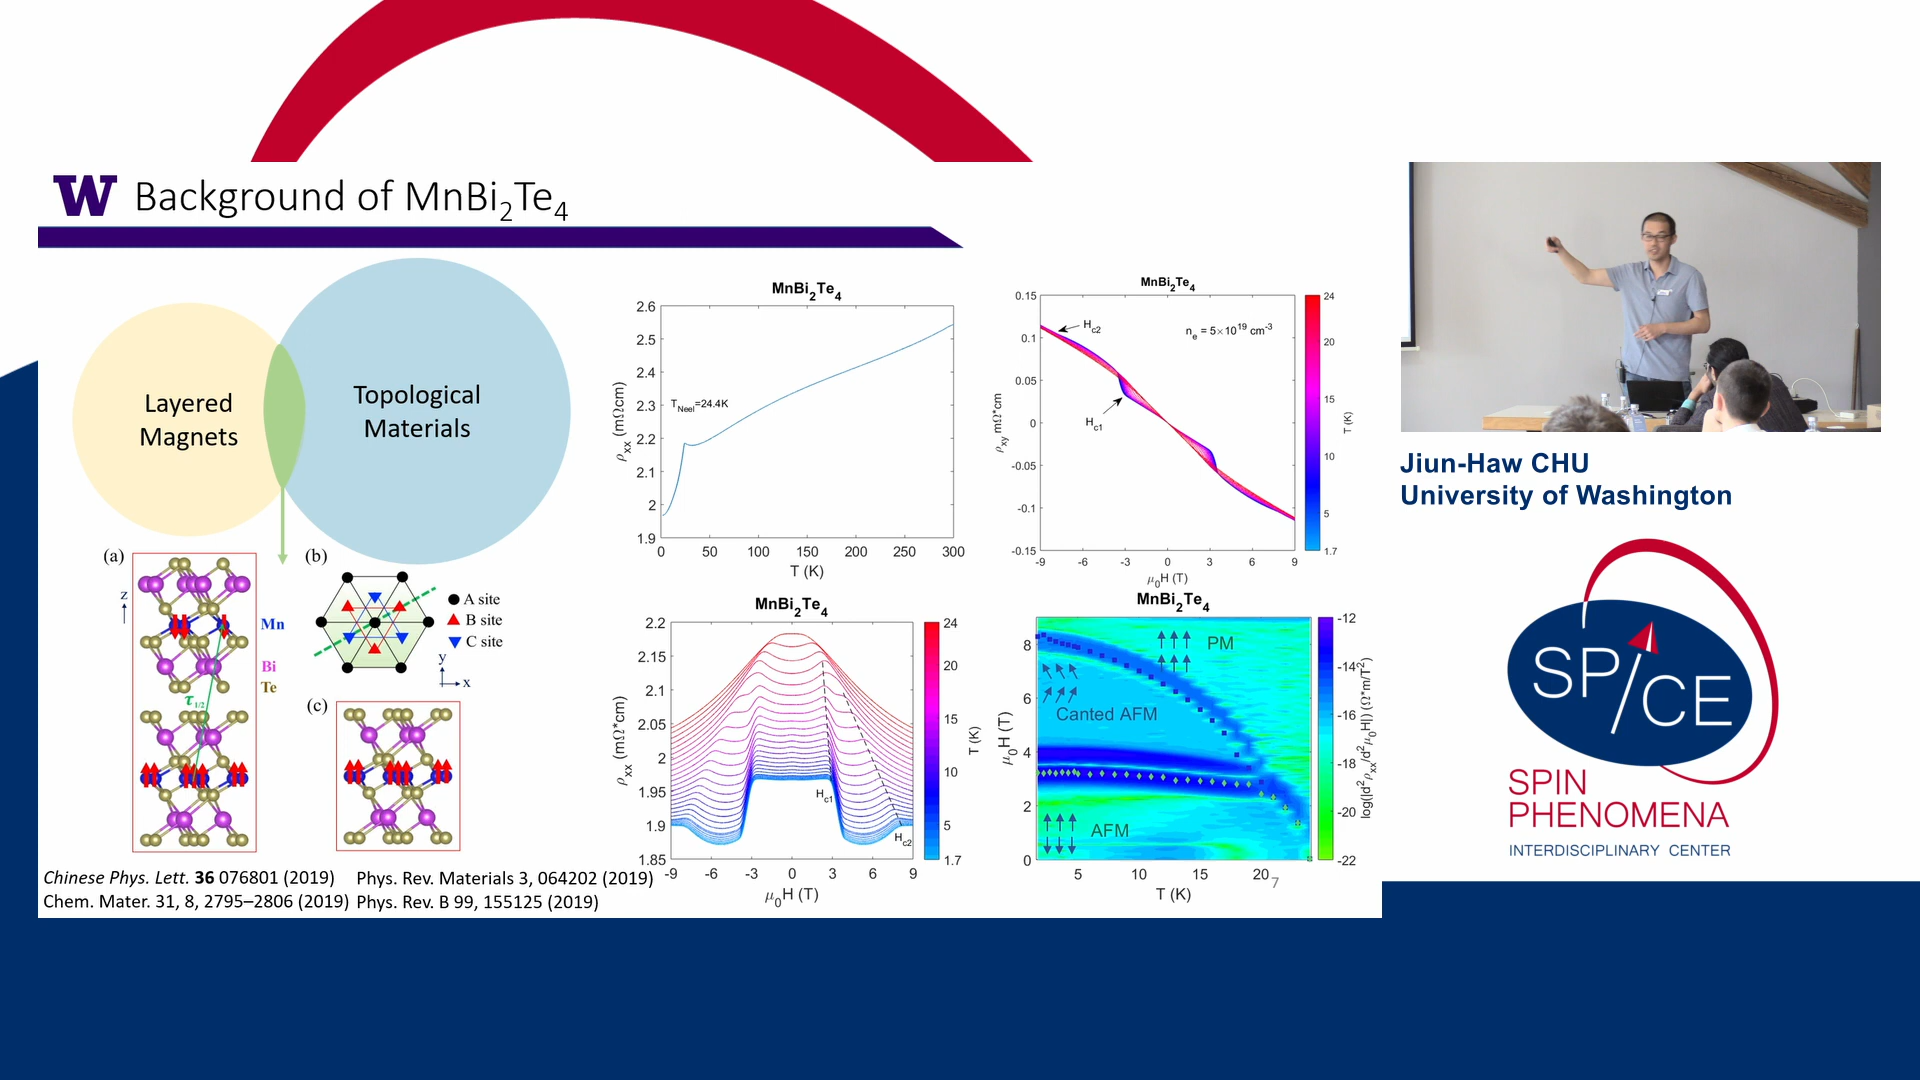 W Background of MnBi2Te4
Layered
Magnets
Topological
Materials
(a)
z
Mn
Bi
Te
τ1/2
(b)
A site
B site
C site
y
x
(c)
Chinese Phys. Lett. 36 076801 (2019)
Phys. Rev. Materials 3, 064202 (2019)
Chem. Mater. 31, 8, 2795–2806 (2019)
Phys. Rev. B 99, 155125 (2019)
MnBi2Te4
2.6
2.5
2.4
2.3
2.2
2.1
2
1.9
ρxx (mΩcm)
TNeel=24.4K
0 50 100 150 200 250 300
T (K)
MnBi2Te4
0.15
0.1
0.05
0
-0.05
-0.1
-0.15
ρxy mΩ*cm
Hc2
ne = 5×10^19 cm^-3
Hc1
-9 -6 -3 0 3 6 9
μ0H (T)
24
20
15
10
5
1.7
T (K)
MnBi2Te4
2.2
2.15
2.1
2.05
2
1.95
1.9
1.85
ρxx (mΩ*cm)
Hc1
Hc2
-9 -6 -3 0 3 6 9
μ0H (T)
24
20
15
10
5
1.7
T (K)
MnBi2Te4
8
6
4
2
0
μ0H (T)
PM
Canted AFM
AFM
5 10 15 20
T (K)
-12
-14
-16
-18
-20
-22
log(|d²ρxx/d²μ0H|) (Ω*m/T²)
7
Jiun-Haw CHU
University of Washington
SP/CE
SPIN
PHENOMENA
INTERDISCIPLINARY CENTER